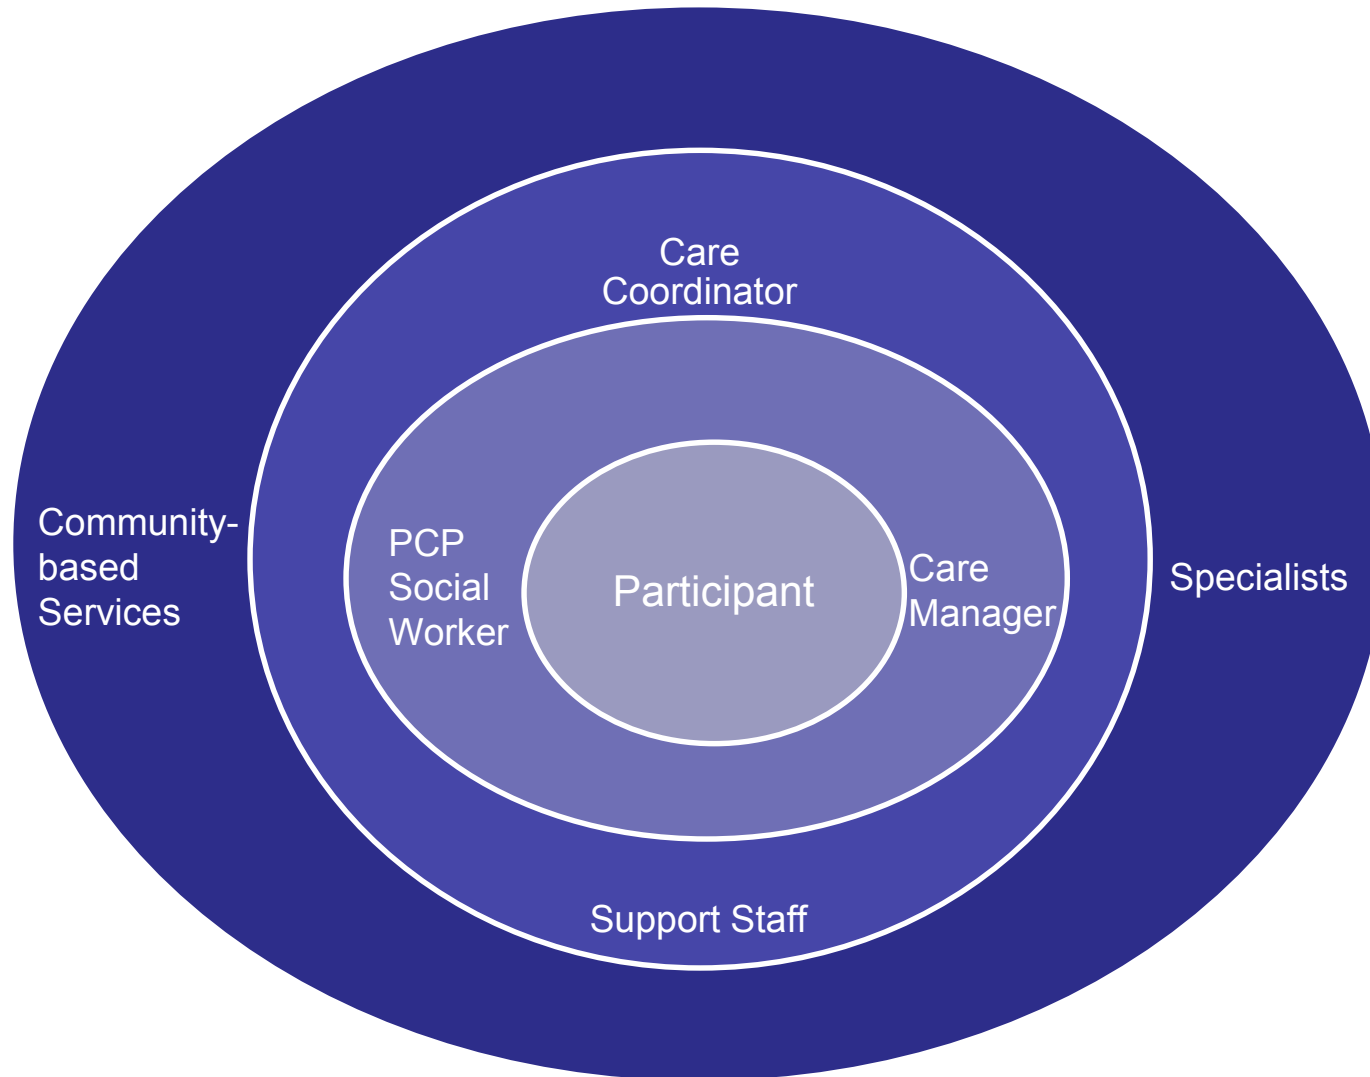 Care
Coordinator
Community-
based
Services
PCP
Social
Worker
Participant
Care
Manager
Specialists
Support Staff